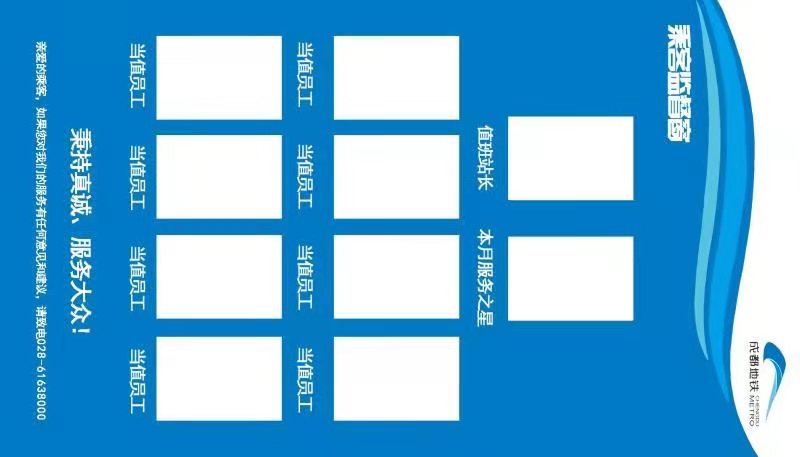 成都地铁 CHENGDU METRO
乘客监督窗
值班站长 本月服务之星
当值员工 当值员工 当值员工 当值员工
当值员工 当值员工 当值员工 当值员工
秉持真诚、服务大众！
亲爱的乘客，如果您对我们的服务有任何意见和建议，请致电028-61638000